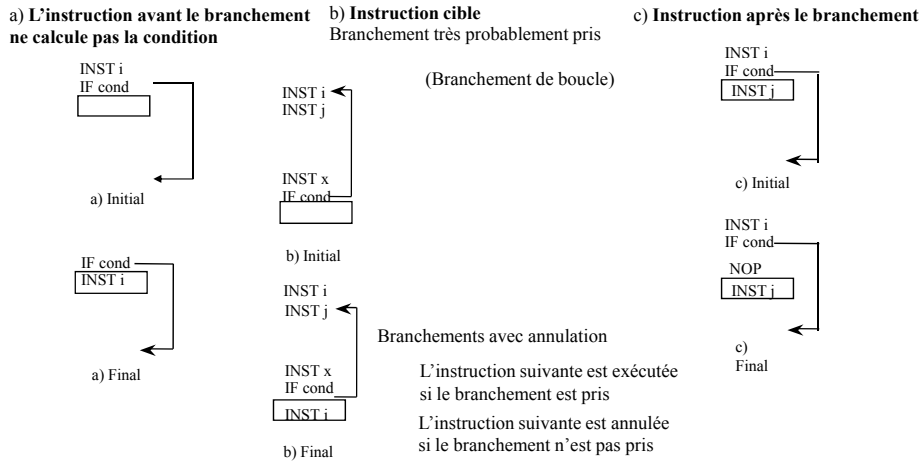 a) L'instruction avant le branchement
ne calcule pas la condition
INST i
IF cond
a) Initial
IF cond
INST i
a) Final
b) Instruction cible
Branchement très probablement pris
(Branchement de boucle)
INST i
INST j
INST x
IF cond
b) Initial
INST i
INST j
INST x
IF cond
INST i
b) Final
Branchements avec annulation
L'instruction suivante est exécutée
si le branchement est pris
L'instruction suivante est annulée
si le branchement n'est pas pris
c) Instruction après le branchement
INST i
IF cond
INST j
c) Initial
INST i
IF cond
NOP
INST j
c)
Final